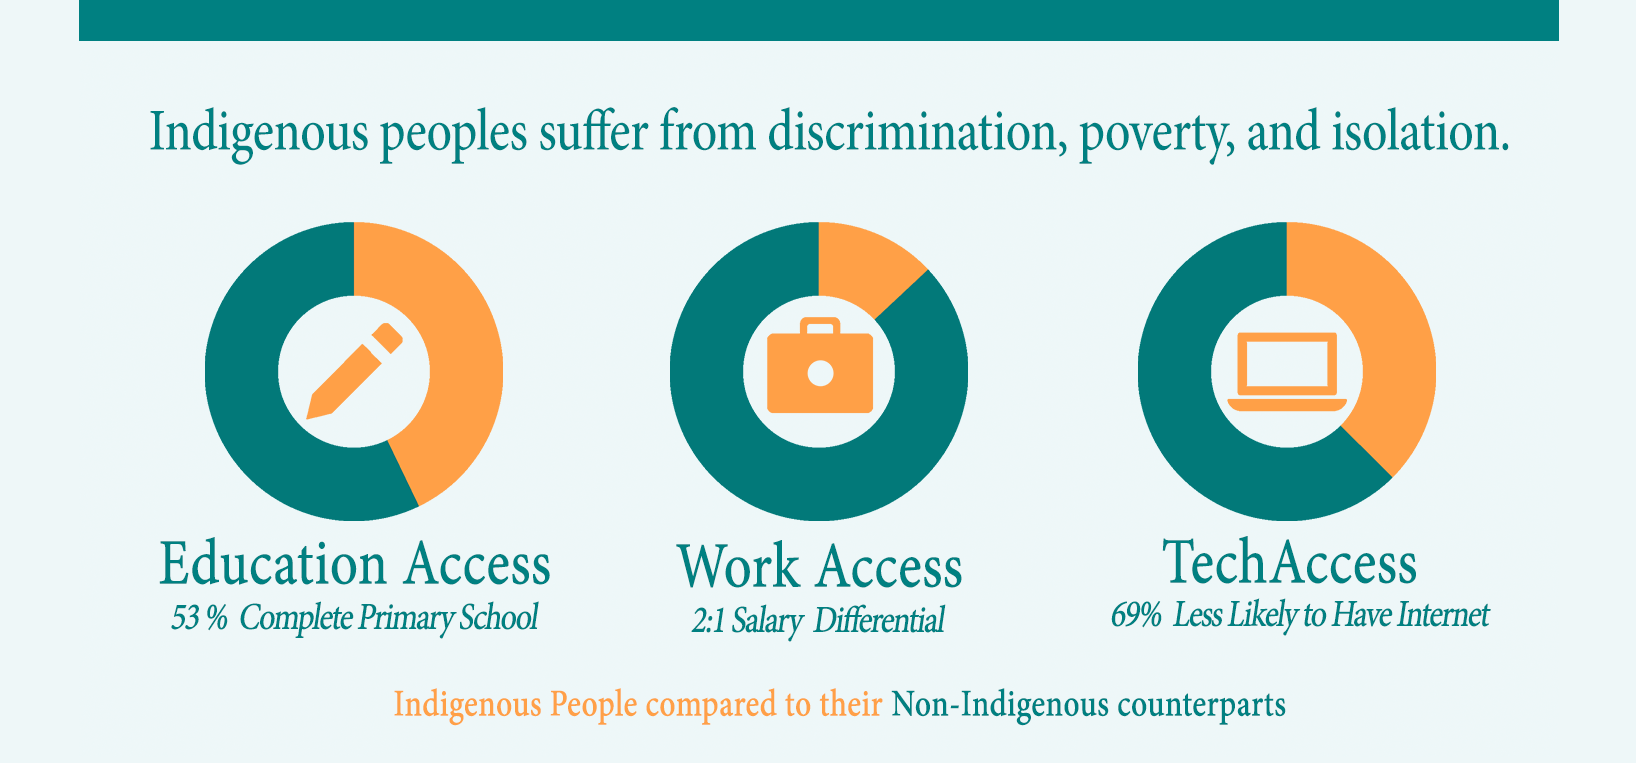 Indigenous peoples suffer from discrimination, poverty, and isolation.
Education Access
53 % Complete Primary School
Work Access
2:1 Salary Differential
TechAccess
69% Less Likely to Have Internet
Indigenous People compared to their Non-Indigenous counterparts